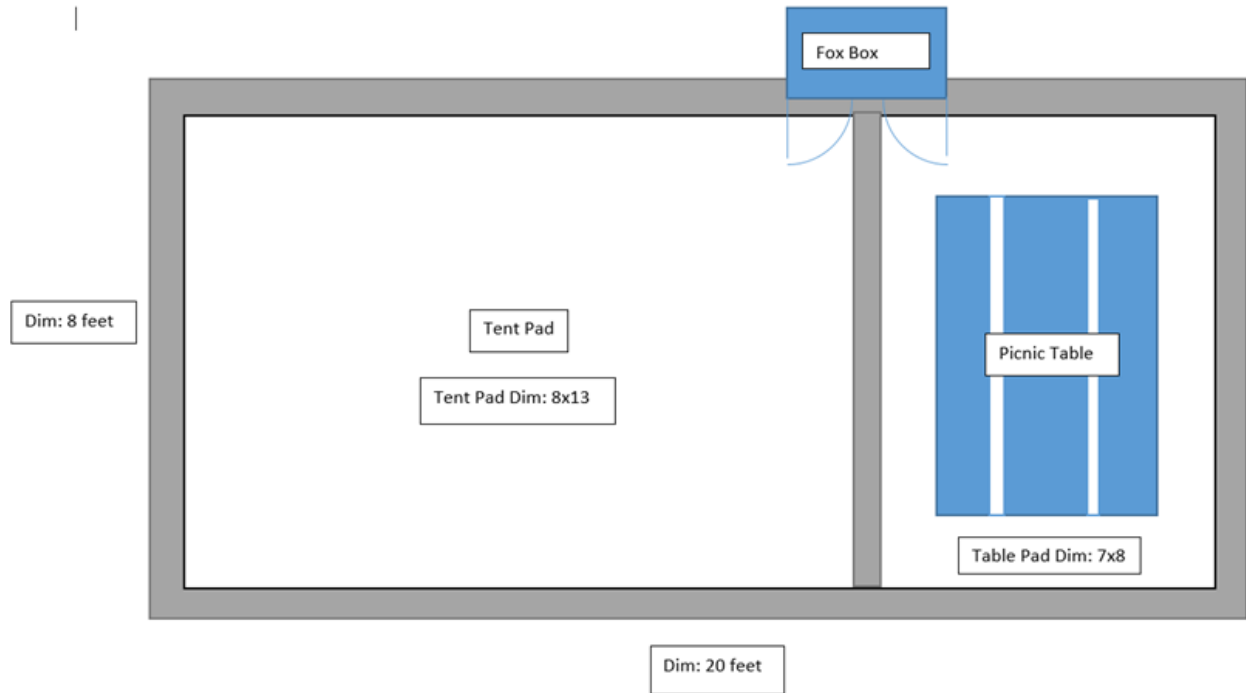 Fox Box
Dim: 8 feet
Tent Pad
Picnic Table
Tent Pad Dim: 8x13
Table Pad Dim: 7x8
Dim: 20 feet